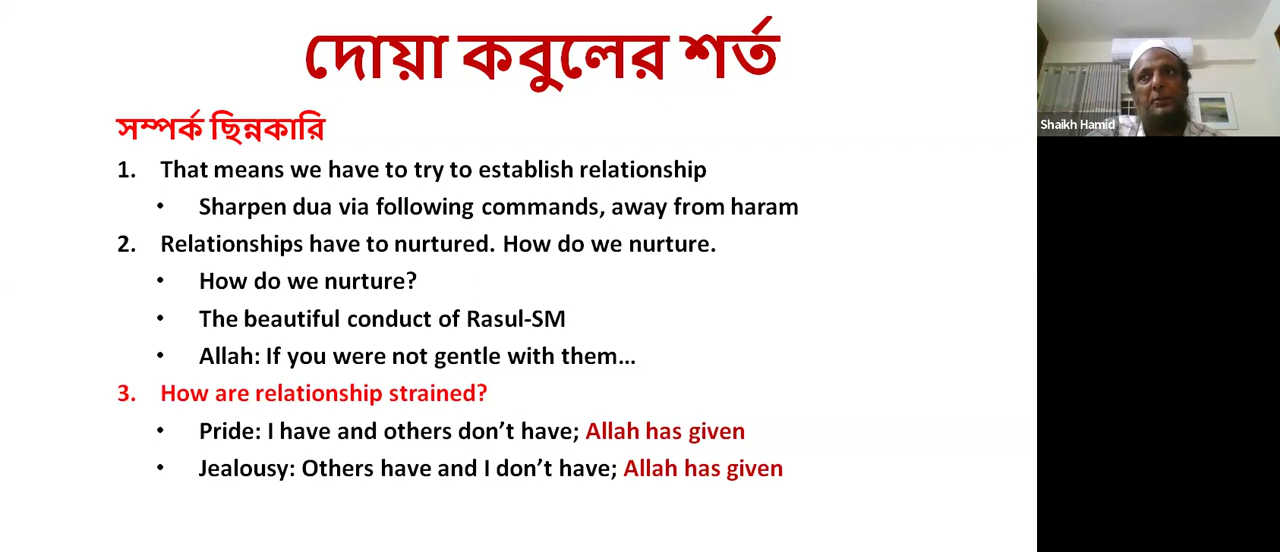 দোয়া কবুলের শর্ত
সম্পর্ক ছিন্নকারি
1. That means we have to try to establish relationship
• Sharpen dua via following commands, away from haram
2. Relationships have to nurtured. How do we nurture.
• How do we nurture?
• The beautiful conduct of Rasul-SM
• Allah: If you were not gentle with them…
3. How are relationship strained?
• Pride: I have and others don’t have; Allah has given
• Jealousy: Others have and I don’t have; Allah has given
Shaikh Hamid